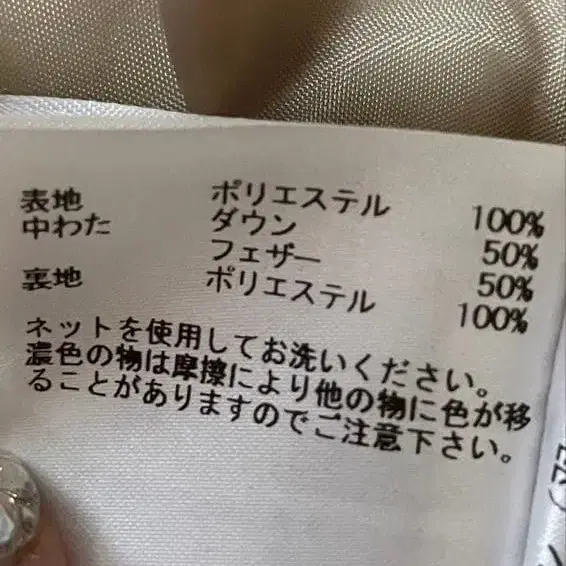 表地 ポリエステル 100%
中わた ダウン 50%
フェザー 50%
裏地 ポリエステル 100%
ネットを使用してお洗いください。
濃色の物は摩擦により他の物に色が移
ることがありますのでご注意下さい。